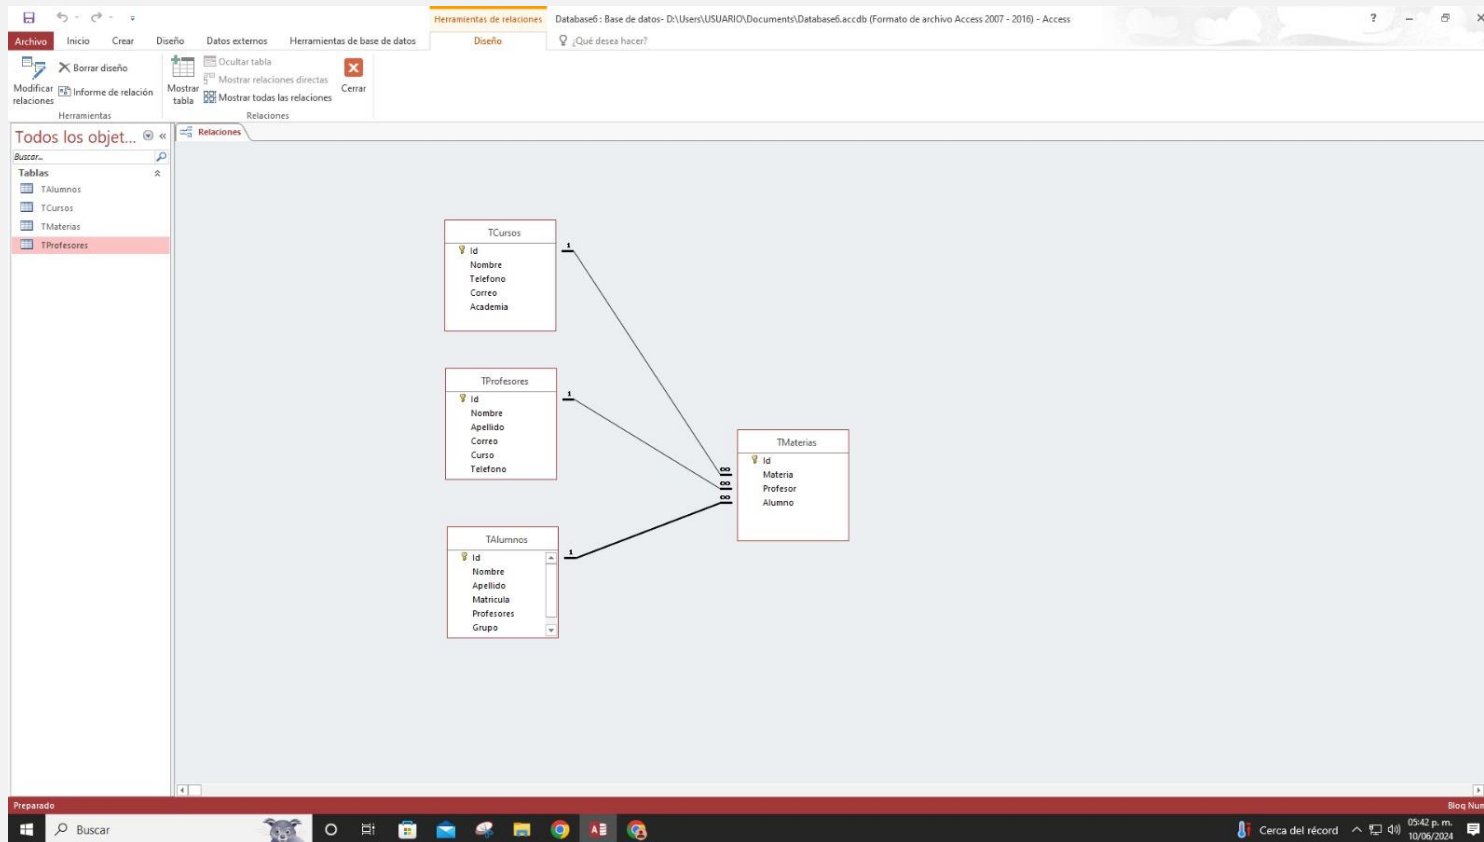 Herramientas de relaciones
Database6 : Base de datos- D:\Users\USUARIO\Documents\Database6.accdb (Formato de archivo Access 2007 - 2016) - Access
?
Archivo Inicio Crear Diseño Datos externos Herramientas de base de datos Diseño ¿Qué desea hacer?
Modificar relaciones
Borrar diseño
Informe de relación
Herramientas
Mostrar tabla
Ocultar tabla
Mostrar relaciones directas
Mostrar todas las relaciones
Cerrar
Relaciones
Todos los objet... «
Buscar...
Tablas
TAlumnos
TCursos
TMaterias
TProfesores
Relaciones
TCursos
Id
Nombre
Telefono
Correo
Academia
1
TProfesores
Id
Nombre
Apellido
Correo
Curso
Telefono
1
TAlumnos
Id
Nombre
Apellido
Matricula
Profesores
Grupo
1
TMaterias
Id
Materia
Profesor
Alumno
∞
∞
∞
Preparado
Bloq Num
Buscar
Cerca del récord
05:42 p. m.
10/06/2024